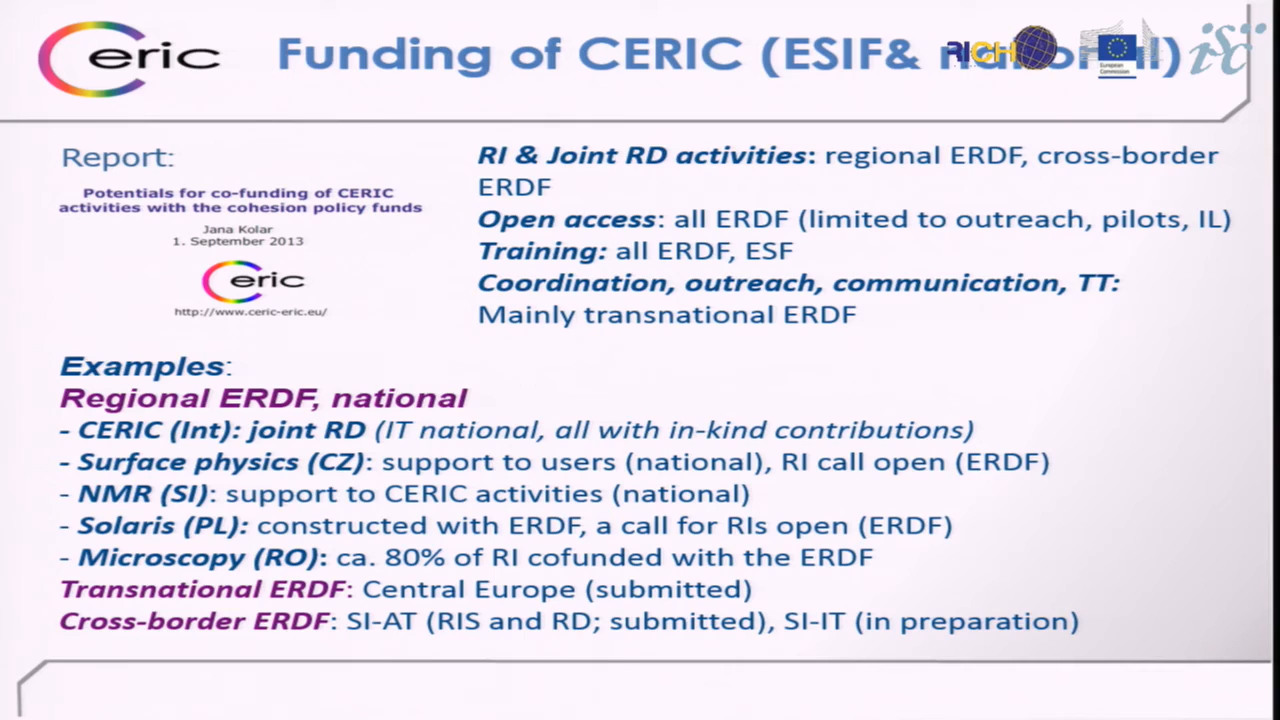 eric
Funding of CERIC (ESIF& national)
RICH
European
Commission
iSC
Report:
Potentials for co-funding of CERIC
activities with the cohesion policy funds
Jana Kolar
1. September 2013
eric
http://www.ceric-eric.eu/
RI & Joint RD activities: regional ERDF, cross-border
ERDF
Open access: all ERDF (limited to outreach, pilots, IL)
Training: all ERDF, ESF
Coordination, outreach, communication, TT:
Mainly transnational ERDF
Examples:
Regional ERDF, national
- CERIC (Int): joint RD (IT national, all with in-kind contributions)
- Surface physics (CZ): support to users (national), RI call open (ERDF)
- NMR (SI): support to CERIC activities (national)
- Solaris (PL): constructed with ERDF, a call for RIs open (ERDF)
- Microscopy (RO): ca. 80% of RI cofunded with the ERDF
Transnational ERDF: Central Europe (submitted)
Cross-border ERDF: SI-AT (RIS and RD; submitted), SI-IT (in preparation)